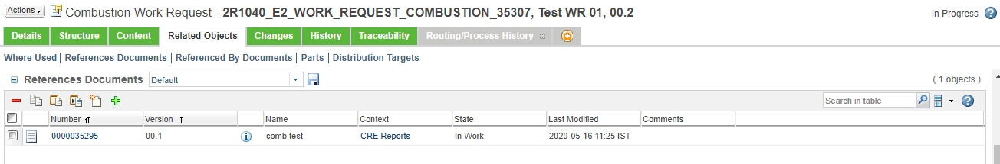 Actions
Combustion Work Request - 2R1040_E2_WORK_REQUEST_COMBUSTION_35307, Test WR 01, 00.2
In Progress
Details Structure Content Related Objects Changes History Traceability Routing/Process History
Where Used References Documents Referenced By Documents Parts Distribution Targets
References Documents Default ( 1 objects )
Search in table
Number Version Name Context State Last Modified Comments
0000035295 00.1 comb test CRE Reports In Work 2020-05-16 11:25 IST